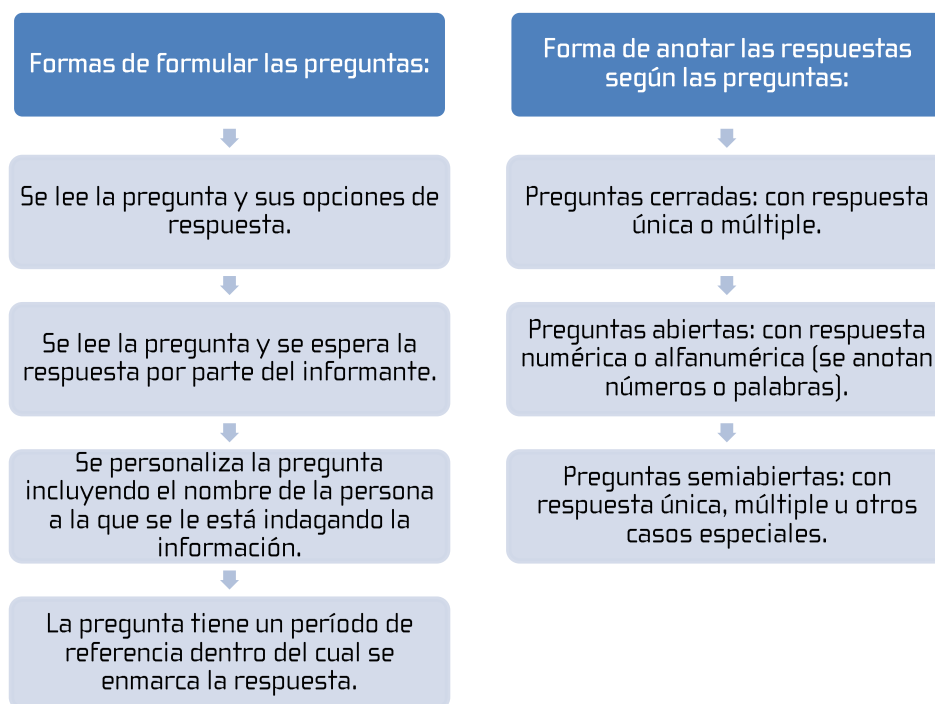 Formas de formular las preguntas:
Se lee la pregunta y sus opciones de
respuesta.
Se lee la pregunta y se espera la
respuesta por parte del informante.
Se personaliza la pregunta
incluyendo el nombre de la persona
a la que se le está indagando la
información.
La pregunta tiene un período de
referencia dentro del cual se
enmarca la respuesta.
Forma de anotar las respuestas
según las preguntas:
Preguntas cerradas: con respuesta
única o múltiple.
Preguntas abiertas: con respuesta
numérica o alfanumérica (se anotan
números o palabras).
Preguntas semiabiertas: con
respuesta única, múltiple u otros
casos especiales.